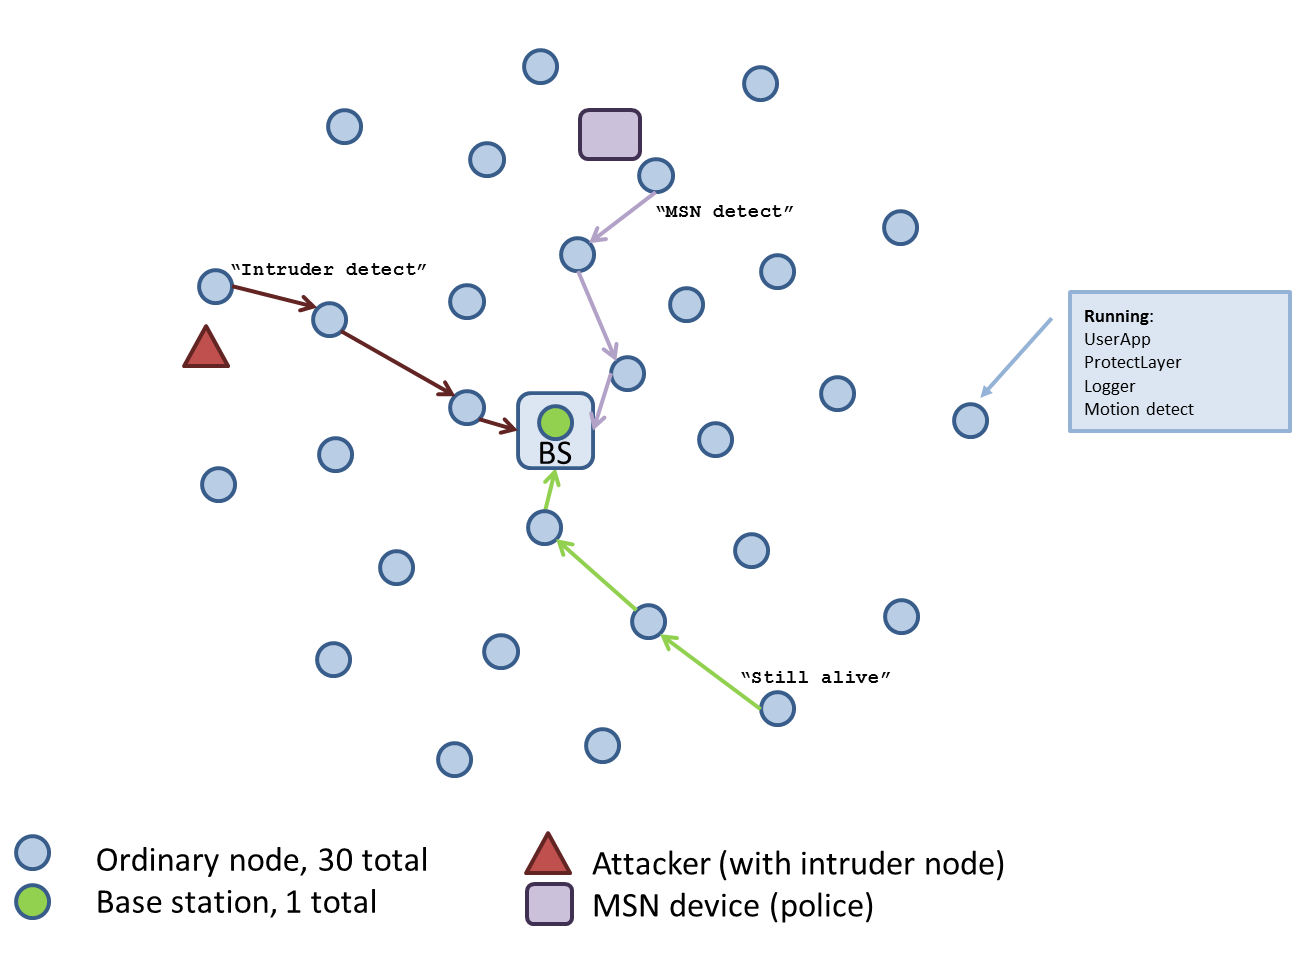 “MSN detect”
“Intruder detect”
Running:
UserApp
ProtectLayer
Logger
Motion detect
BS
“Still alive”
Ordinary node, 30 total
Base station, 1 total
Attacker (with intruder node)
MSN device (police)